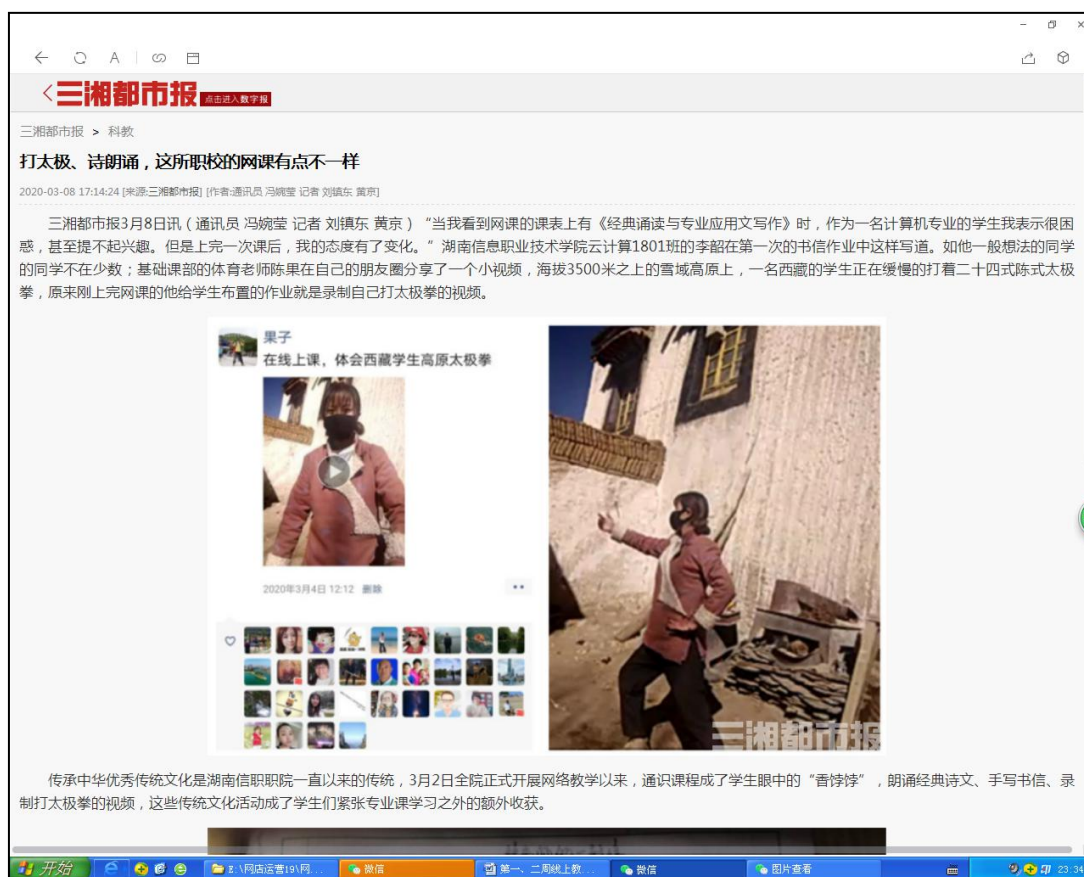 三湘都市报 点击进入数字报
三湘都市报 > 科教
打太极、诗朗诵，这所职校的网课有点不一样
2020-03-08 17:14:24 [来源:三湘都市报] [作者:通讯员 冯婉莹 记者 刘镇东 黄京]
三湘都市报3月8日讯（通讯员 冯婉莹 记者 刘镇东 黄京）“当我看到网课的课表上有《经典诵读与专业应用文写作》时，作为一名计算机专业的学生我表示很困
惑，甚至提不起兴趣。但是上完一次课后，我的态度有了变化。“ 湖南信息职业技术学院云计算1801班的李韶在第一次的书信作业中这样写道。如他一般想法的同学
的同学不在少数；基础课部的体育老师陈果在自己的朋友圈分享了一个小视频，海拔3500米之上的雪域高原上，一名西藏的学生正在缓慢的打着二十四式陈式太极
拳，原来刚上完网课的他给学生布置的作业就是录制自己打太极拳的视频。
果子
在线上课，体会西藏学生高原太极拳
2020年3月4日 12:12 删除
三湘都市报
传承中华优秀传统文化是湖南信职职院一直以来的传统，3月2日全院正式开展网络教学以来，通识课程成了学生眼中的“香饽饽”，朗诵经典诗文、手写书信、录
制打太极拳的视频，这些传统文化活动成了学生们紧张专业课学习之外的额外收获。
开始 Z:\网店运营19\网... 微信 第一、二周线上教... 微信 图片查看 23:34